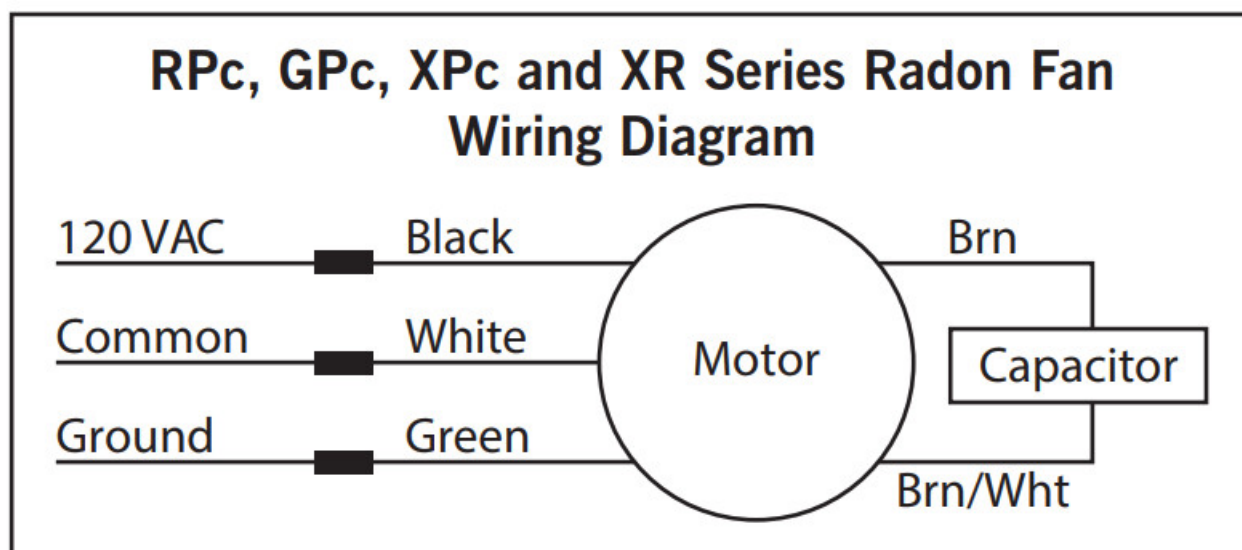 RPc, GPc, XPc and XR Series Radon Fan
Wiring Diagram
120 VAC
Black
Brn
Common
White
Motor
Capacitor
Ground
Green
Brn/Wht